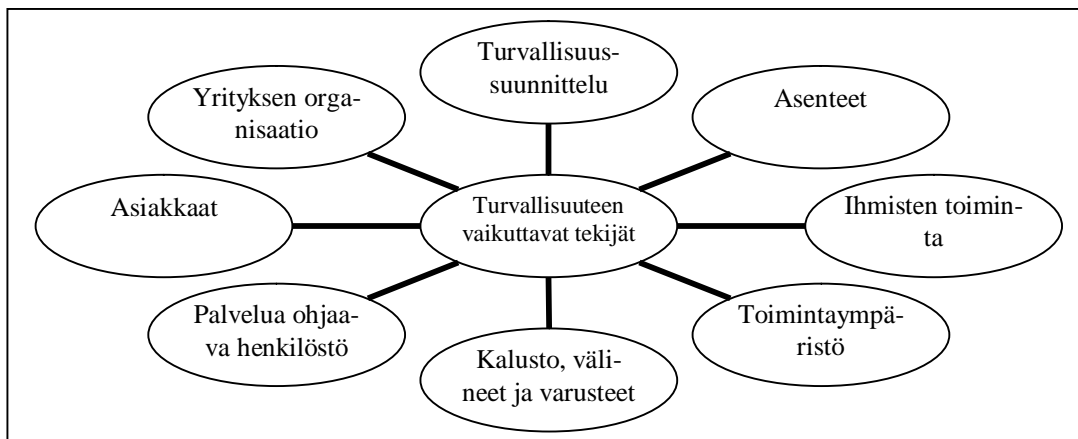 Turvallisuus-
suunnittelu
Yrityksen orga-
nisaatio
Asenteet
Asiakkaat
Turvallisuuteen
vaikuttavat tekijät
Ihmisten toimin-
ta
Palvelua ohjaa-
va henkilöstö
Toimintaympä-
ristö
Kalusto, väli-
neet ja varusteet